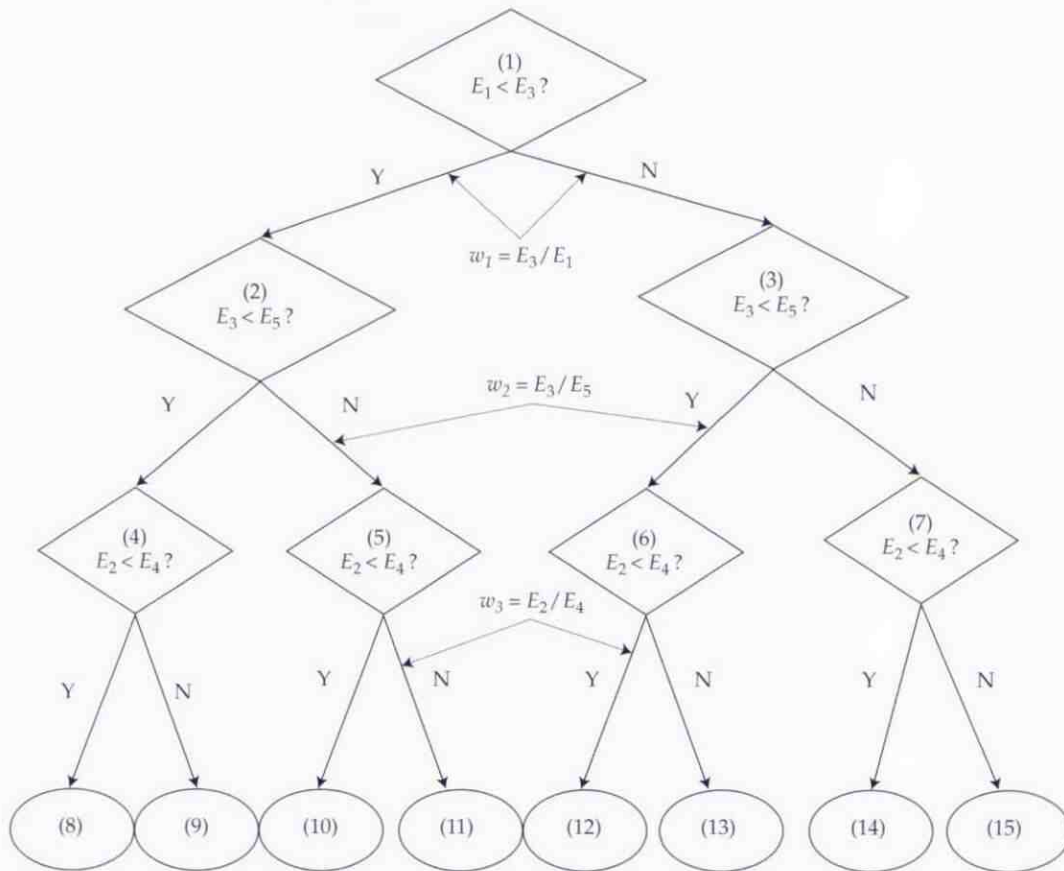 (1)
E₁ < E₃?
Y
N
w₁ = E₃/E₁
(2)
E₃ < E₅?
(3)
E₃ < E₅?
Y
N
w₂ = E₃/E₅
Y
N
(4)
E₂ < E₄?
(5)
E₂ < E₄?
(6)
E₂ < E₄?
(7)
E₂ < E₄?
w₃ = E₂/E₄
Y
N
Y
N
Y
N
Y
N
(8)
(9)
(10)
(11)
(12)
(13)
(14)
(15)